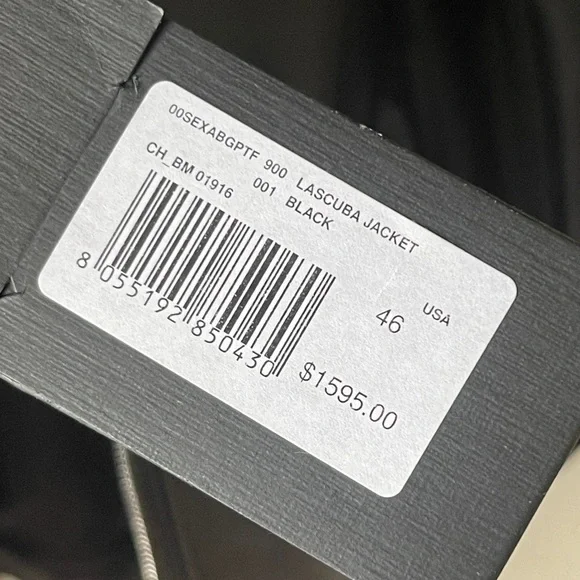 00SEXABGPTF 900 LASCUBA JACKET
CH_BM 01916 001 BLACK
8 055192 850430
46 USA
$1595.00